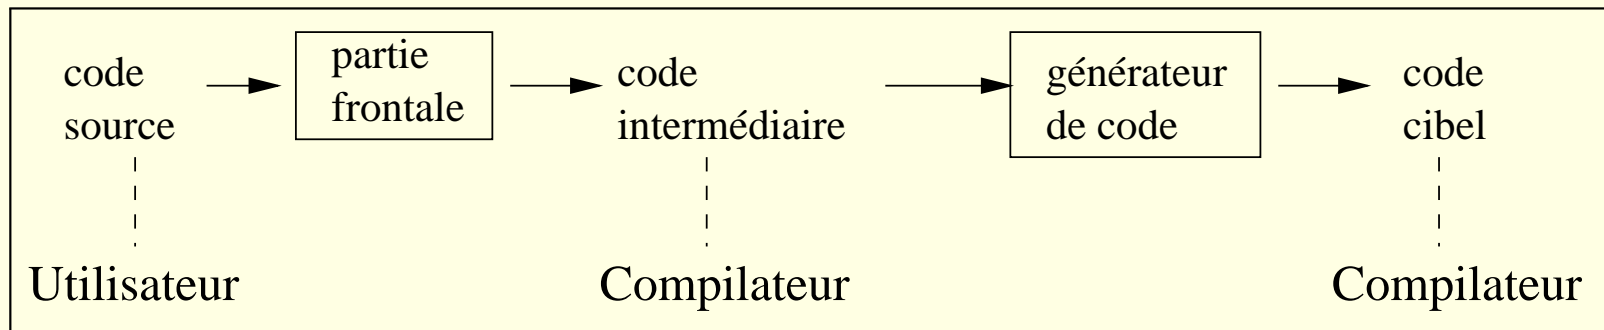 code
source
partie
frontale
code
intermédiaire
générateur
de code
code
cibel
Utilisateur
Compilateur
Compilateur